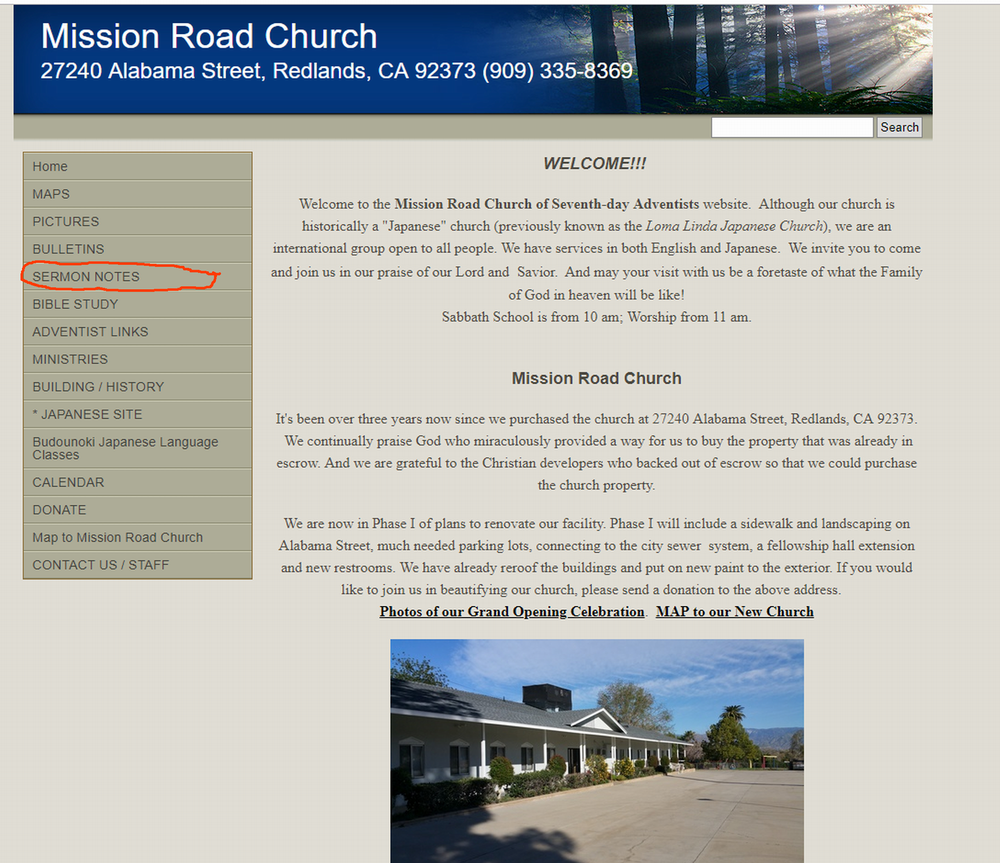 Mission Road Church
27240 Alabama Street, Redlands, CA 92373 (909) 335-8369
Search
Home
MAPS
PICTURES
BULLETINS
SERMON NOTES
BIBLE STUDY
ADVENTIST LINKS
MINISTRIES
BUILDING / HISTORY
* JAPANESE SITE
Budounoki Japanese Language
Classes
CALENDAR
DONATE
Map to Mission Road Church
CONTACT US / STAFF
WELCOME!!!
Welcome to the Mission Road Church of Seventh-day Adventists website.  Although our church is
historically a "Japanese" church (previously known as the Loma Linda Japanese Church), we are an
international group open to all people. We have services in both English and Japanese.  We invite you to come
and join us in our praise of our Lord and  Savior.  And may your visit with us be a foretaste of what the Family
of God in heaven will be like!
Sabbath School is from 10 am; Worship from 11 am.
Mission Road Church
It's been over three years now since we purchased the church at 27240 Alabama Street, Redlands, CA 92373.
We continually praise God who miraculously provided a way for us to buy the property that was already in
escrow. And we are grateful to the Christian developers who backed out of escrow so that we could purchase
the church property.
We are now in Phase I of plans to renovate our facility. Phase I will include a sidewalk and landscaping on
Alabama Street, much needed parking lots, connecting to the city sewer  system, a fellowship hall extension
and new restrooms. We have already reroof the buildings and put on new paint to the exterior. If you would
like to join us in beautifying our church, please send a donation to the above address.
Photos of our Grand Opening Celebration.  MAP to our New Church